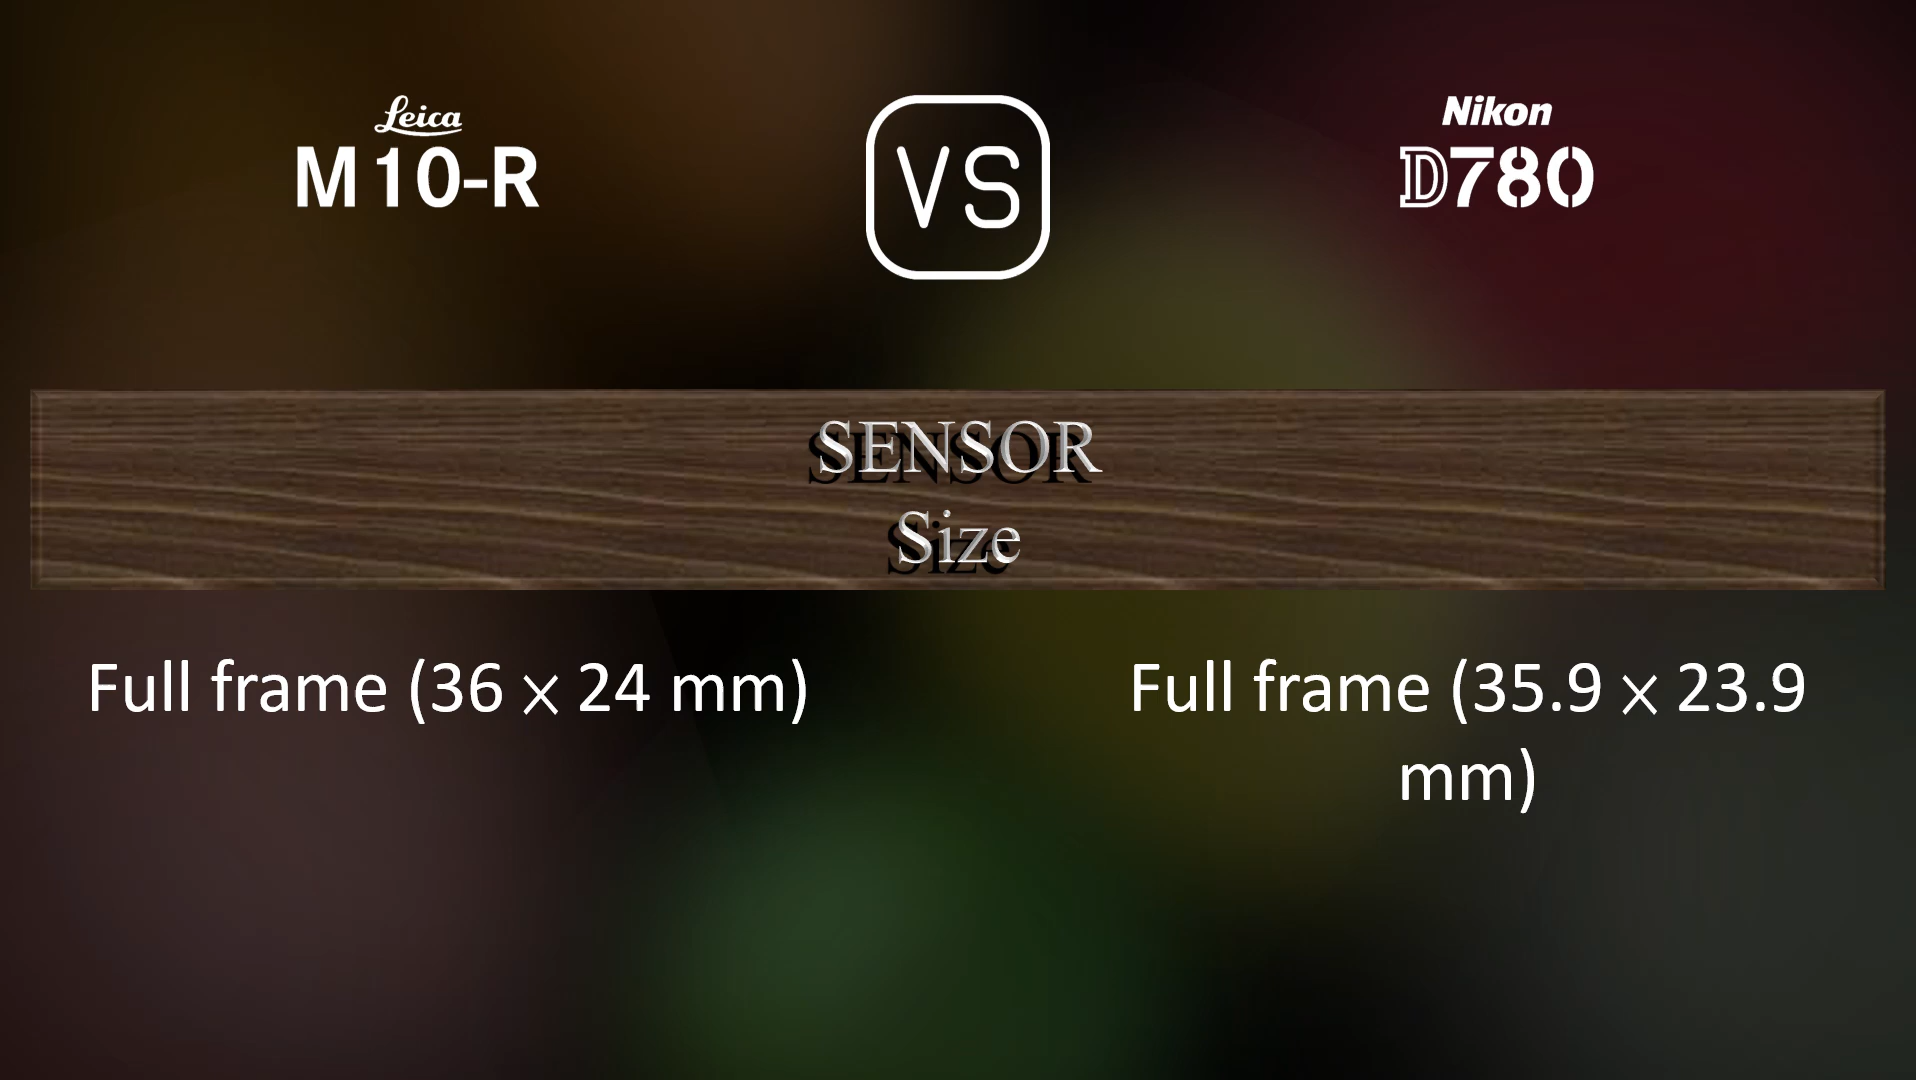 Leica
M10-R
VS
Nikon
D780
SENSOR
Size
Full frame (36 x 24 mm)
Full frame (35.9 x 23.9
mm)